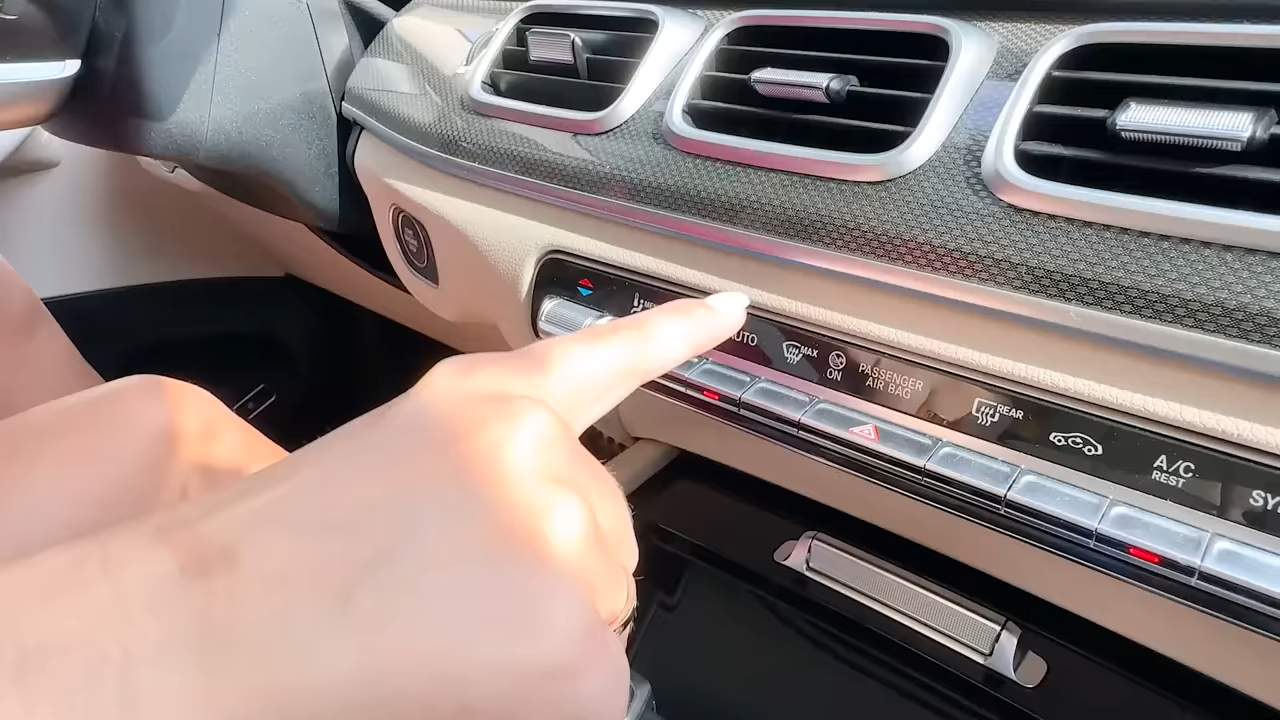 AUTO
MAX
ON
PASSENGER
AIR BAG
REAR
A/C
REST